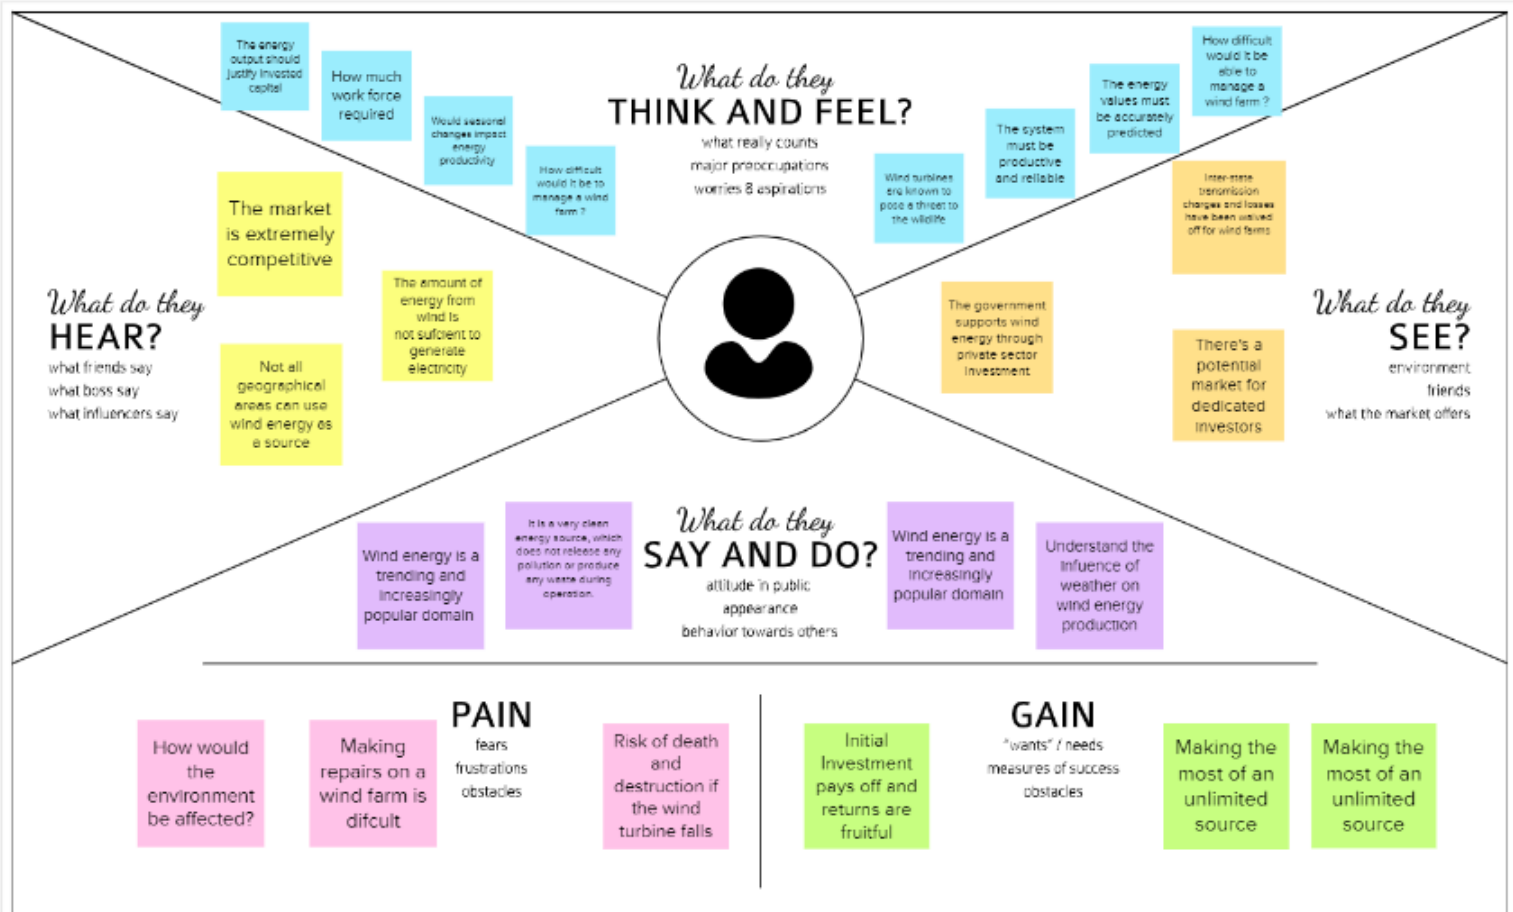 The energy
output should
justify invested
capital
How much
work force
required
Would seasonal
changes impact
energy
productivity
How difficult
would it be to
manage a wind
farm ?
What do they
THINK AND FEEL?
what really counts
major preoccupations
worries & aspirations
Wind turbines
are known to
pose a threat to
the wildlife
The system
must be
productive
and reliable
The energy
values must
be accurately
predicted
How difficult
would it be
able to
manage a
wind farm ?
What do they
HEAR?
what friends say
what boss say
what influencers say
The market
is extremely
competitive
The amount of
energy from
wind is
not sufcient to
generate
electricity
Not all
geographical
areas can use
wind energy as
a source
Inter-state
transmission
charges and losses
have been waived
off for wind farms
The government
supports wind
energy through
private sector
investment
There's a
potential
market for
dedicated
investors
What do they
SEE?
environment
friends
what the market offers
Wind energy is a
trending and
increasingly
popular domain
It is a very clean
energy source, which
does not release any
pollution or produce
any waste during
operation.
What do they
SAY AND DO?
attitude in public
appearance
behavior towards others
Wind energy is a
trending and
increasingly
popular domain
Understand the
infuence of
weather on
wind energy
production
PAIN
fears
frustrations
obstacles
How would
the
environment
be affected?
Making
repairs on a
wind farm is
difcult
Risk of death
and
destruction if
the wind
turbine falls
GAIN
"wants" / needs
measures of success
obstacles
Initial
Investment
pays off and
returns are
fruitful
Making the
most of an
unlimited
source
Making the
most of an
unlimited
source